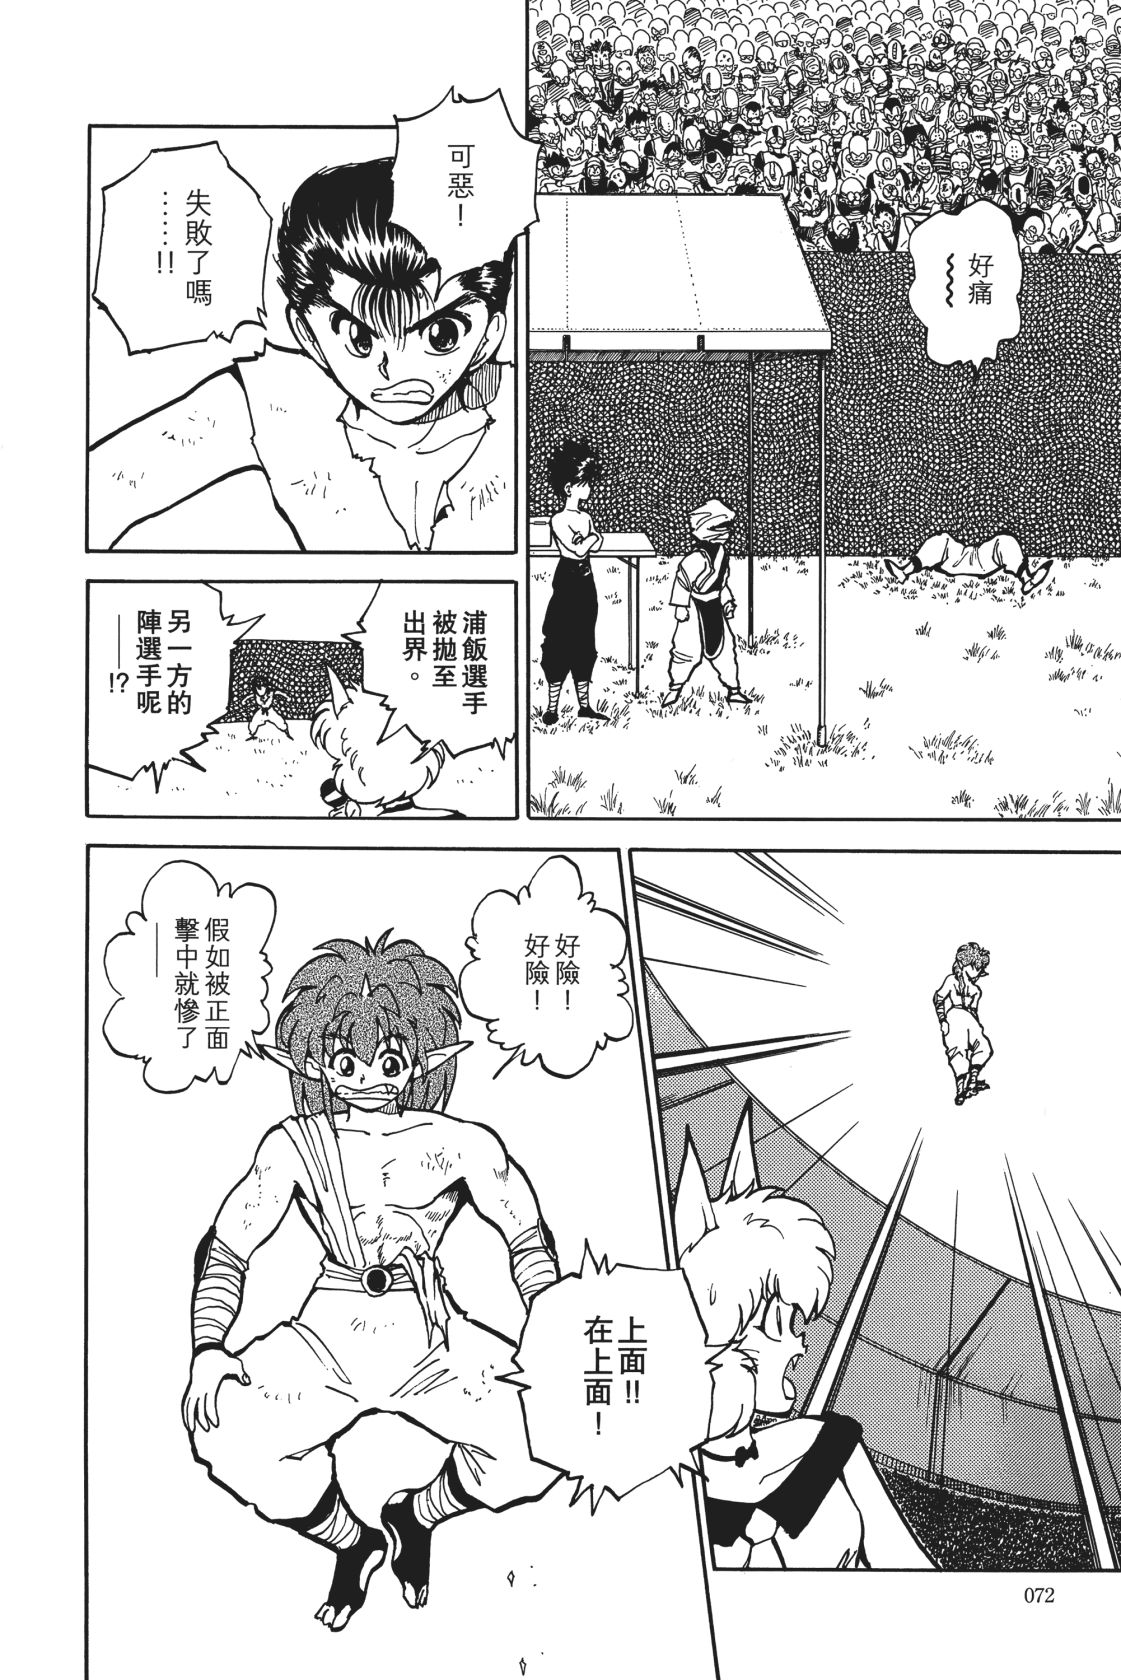 好痛
～～
可惡！
失敗了嗎
……!!
浦飯選手
被拋至
出界。
另一方的
陣選手呢
——!?
上面!!
在上面！
好險！
好險！
假如被正面
擊中就慘了
——
072